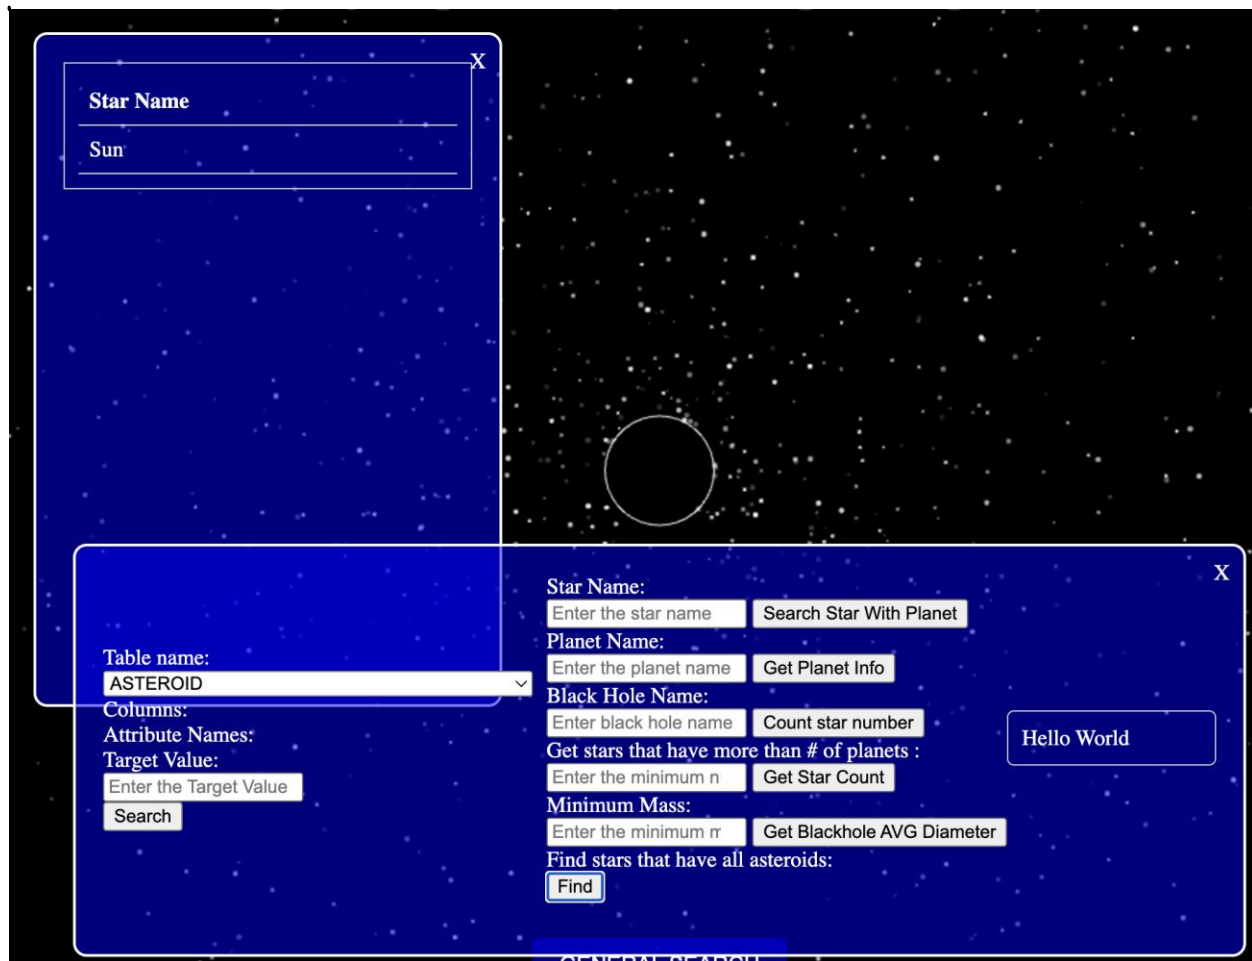 X
Star Name
Sun
X
Table name:
ASTEROID
Columns:
Attribute Names:
Target Value:
Enter the Target Value
Search
Star Name:
Enter the star name Search Star With Planet
Planet Name:
Enter the planet name Get Planet Info
Black Hole Name:
Enter black hole name Count star number
Get stars that have more than # of planets :
Enter the minimum n Get Star Count
Minimum Mass:
Enter the minimum m Get Blackhole AVG Diameter
Find stars that have all asteroids:
Find
Hello World
GENERAL SEARCH